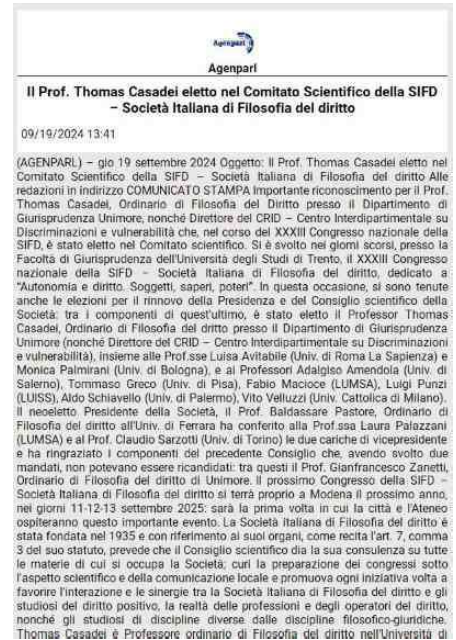 Agenparl
Agenparl
Il Prof. Thomas Casadei eletto nel Comitato Scientifico della SIFD
– Società Italiana di Filosofia del diritto
09/19/2024 13:41
(AGENPARL) – gio 19 settembre 2024 Oggetto: Il Prof. Thomas Casadei eletto nel
Comitato Scientifico della SIFD – Società Italiana di Filosofia del diritto Alle
redazioni in indirizzo COMUNICATO STAMPA Importante riconoscimento per il Prof.
Thomas Casadei, Ordinario di Filosofia del Diritto presso il Dipartimento di
Giurisprudenza Unimore, nonché Direttore del CRID – Centro Interdipartimentale su
Discriminazioni e vulnerabilità che, nel corso del XXXIII Congresso nazionale della
SIFD, è stato eletto nel Comitato scientifico. Si è svolto nei giorni scorsi, presso la
Facoltà di Giurisprudenza dell'Università degli Studi di Trento, il XXXIII Congresso
nazionale della SIFD – Società Italiana di Filosofia del diritto, dedicato a
"Autonomia e diritto. Soggetti, saperi, poteri". In questa occasione, si sono tenute
anche le elezioni per il rinnovo della Presidenza e del Consiglio scientifico della
Società: tra i componenti di quest'ultimo, è stato eletto il Professor Thomas
Casadei, Ordinario di Filosofia del diritto presso il Dipartimento di Giurisprudenza
Unimore (nonché Direttore del CRID – Centro Interdipartimentale su Discriminazioni
e vulnerabilità), insieme alle Prof.sse Luisa Avitabile (Univ. di Roma La Sapienza) e
Monica Palmirani (Univ. di Bologna), e ai Professori Adalgiso Amendola (Univ. di
Salerno), Tommaso Greco (Univ. di Pisa), Fabio Macioce (LUMSA), Luigi Punzi
(LUISS), Aldo Schiavello (Univ. di Palermo), Vito Velluzzi (Univ. Cattolica di Milano).
Il neoeletto Presidente della Società, il Prof. Baldassare Pastore, Ordinario di
Filosofia del diritto all'Univ. di Ferrara ha conferito alla Prof.ssa Laura Palazzani
(LUMSA) e al Prof. Claudio Sarzotti (Univ. di Torino) le due cariche di vicepresidente
e ha ringraziato i componenti del precedente Consiglio che, avendo svolto due
mandati, non potevano essere ricandidati: tra questi il Prof. Gianfrancesco Zanetti,
Ordinario di Filosofia del diritto di Unimore. Il prossimo Congresso della SIFD –
Società Italiana di Filosofia del diritto si terrà proprio a Modena il prossimo anno,
nei giorni 11-12-13 settembre 2025: sarà la prima volta in cui la città e l'Ateneo
ospiteranno questo importante evento. La Società Italiana di Filosofia del diritto è
stata fondata nel 1935 e con riferimento ai suoi organi, come recita l'art. 7, comma
3 del suo statuto, prevede che il Consiglio scientifico dia la sua consulenza su tutte
le materie di cui si occupa la Società; curi la preparazione dei congressi sotto
l'aspetto scientifico e della comunicazione locale e promuova ogni iniziativa volta a
favorire l'interazione e le sinergie tra la Società Italiana di Filosofia del diritto e gli
studiosi del diritto positivo, la realtà delle professioni e degli operatori del diritto,
nonché gli studiosi di discipline diverse dalle discipline filosofico-giuridiche.
Thomas Casadei è Professore ordinario di Filosofia del diritto nell'Università di